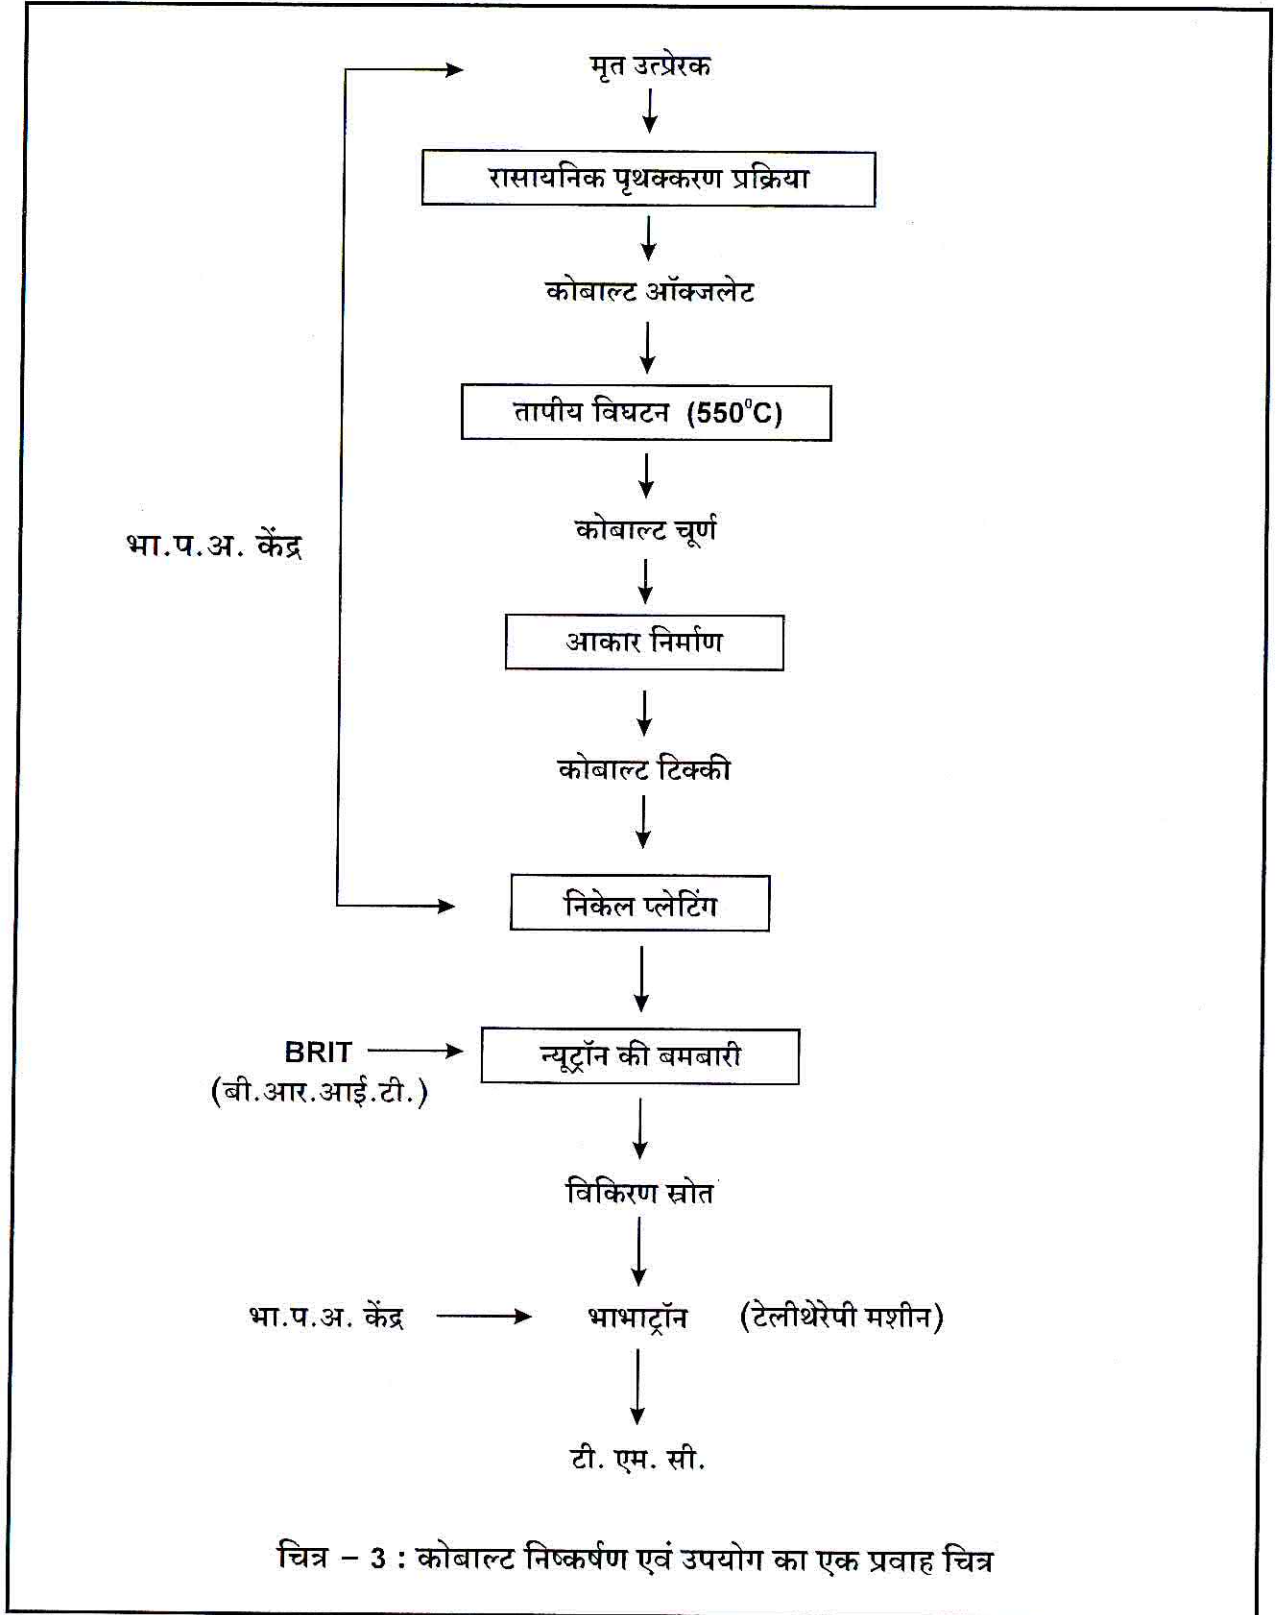 मृत उत्प्रेरक
रासायनिक पृथक्करण प्रक्रिया
कोबाल्ट ऑक्जलेट
तापीय विघटन (550⁰C)
भा.प.अ. केंद्र
कोबाल्ट चूर्ण
आकार निर्माण
कोबाल्ट टिक्की
निकेल प्लेटिंग
BRIT
(बी.आर.आई.टी.)
न्यूट्रॉन की बमबारी
विकिरण स्रोत
भा.प.अ. केंद्र
भाभाट्रॉन (टेलीथेरेपी मशीन)
टी. एम. सी.
चित्र – 3 : कोबाल्ट निष्कर्षण एवं उपयोग का एक प्रवाह चित्र